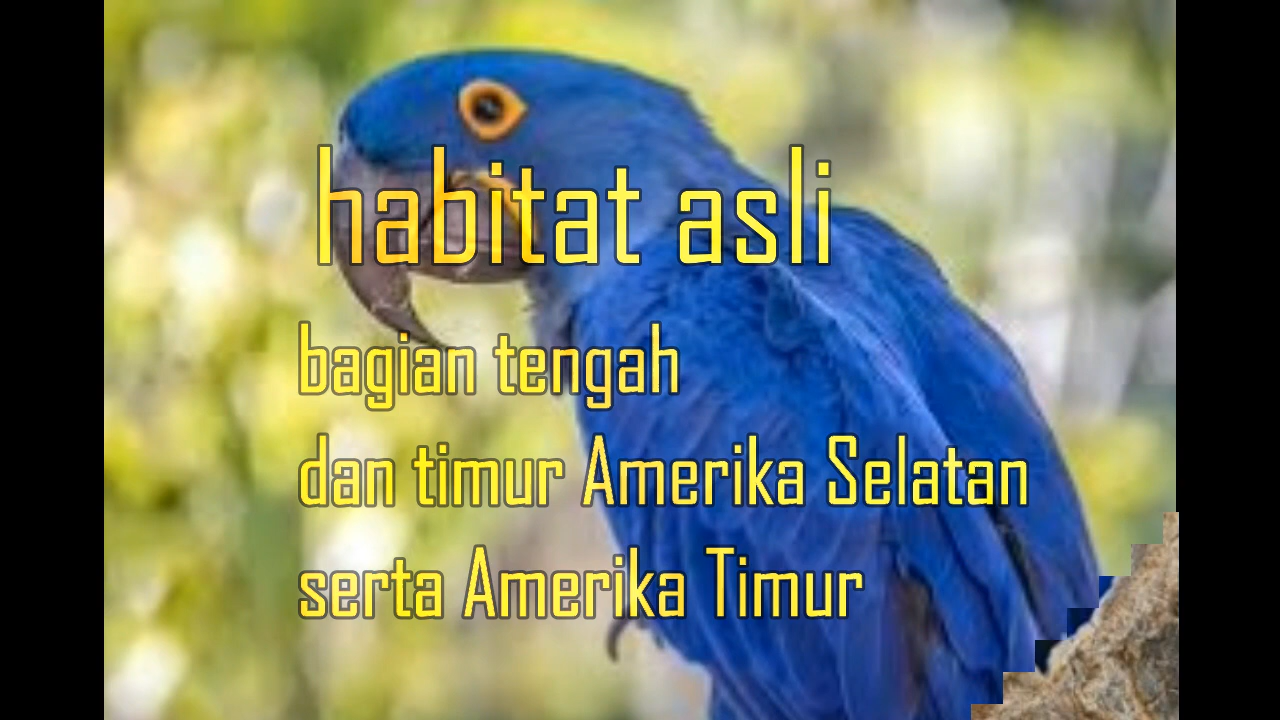 habitat asli
bagian tengah
dan timur Amerika Selatan
serta Amerika Timur